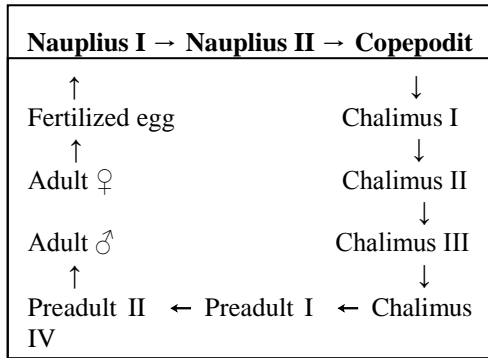 Nauplius I → Nauplius II → Copepodit
↑ ↓
Fertilized egg Chalimus I
↑ ↓
Adult ♀ Chalimus II
↓
Adult ♂ Chalimus III
↑ ↓
Preadult II ← Preadult I ← Chalimus
IV